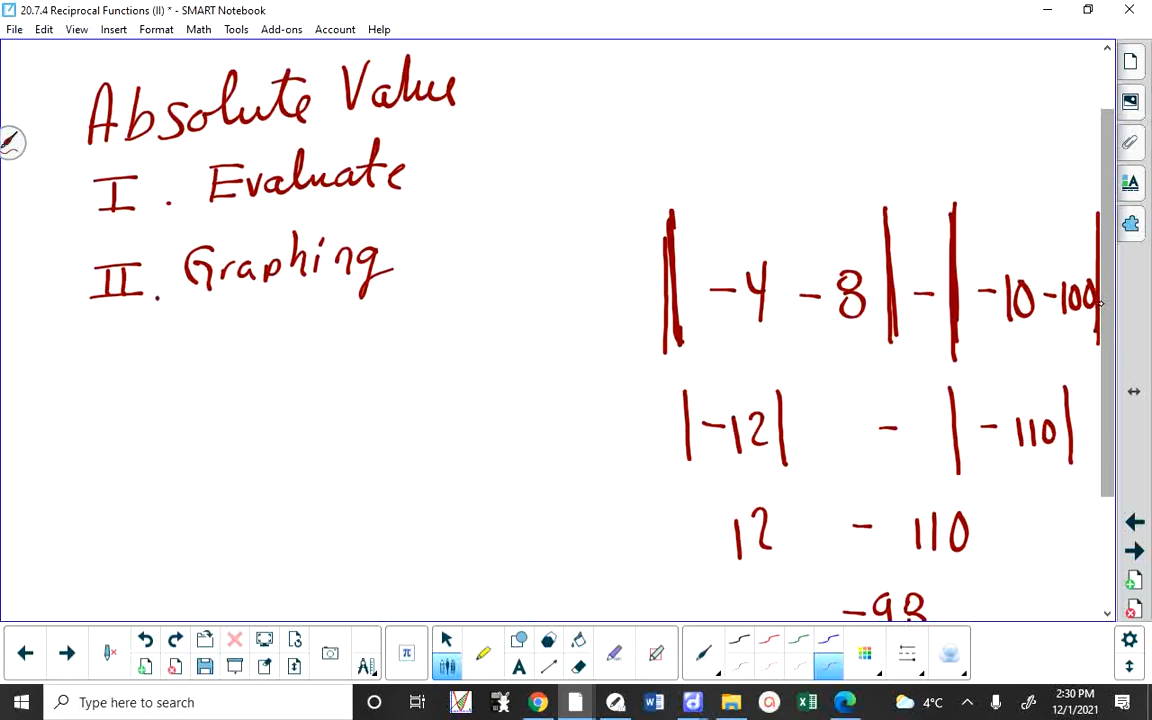 20.7.4 Reciprocal Functions (II) * - SMART Notebook
File Edit View Insert Format Math Tools Add-ons Account Help
Absolute Value
I. Evaluate
II. Graphing
| -4 -8 | - | -10 -100 |
|-12| - |-110|
12 - 110
-98
Type here to search
4°C
2:30 PM
12/1/2021